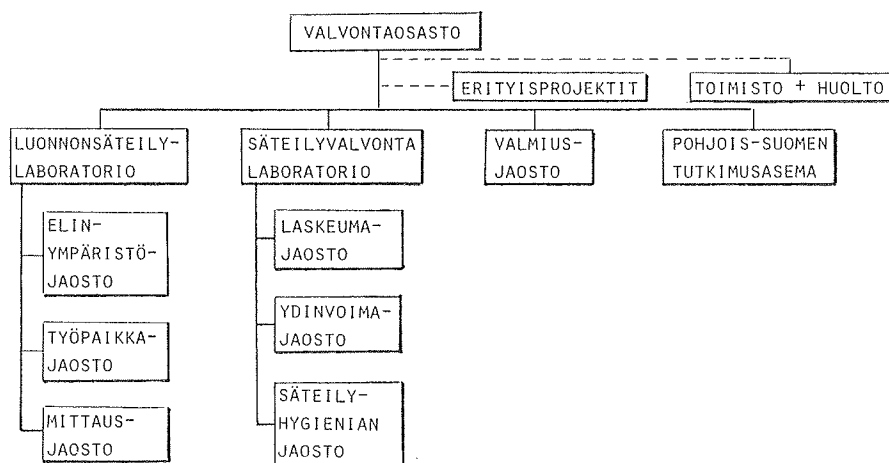 VALVONTAOSASTO
ERITYISPROJEKTIT
TOIMISTO + HUOLTO
LUONNONSÄTEILY-
LABORATORIO
SÄTEILYVALVONTA
LABORATORIO
VALMIUS-
JAOSTO
POHJOIS-SUOMEN
TUTKIMUSASEMA
ELIN-
YMPÄRISTÖ-
JAOSTO
TYÖPAIKKA-
JAOSTO
MITTAUS-
JAOSTO
LASKEUMA-
JAOSTO
YDINVOIMA-
JAOSTO
SÄTEILY-
HYGIENIAN
JAOSTO